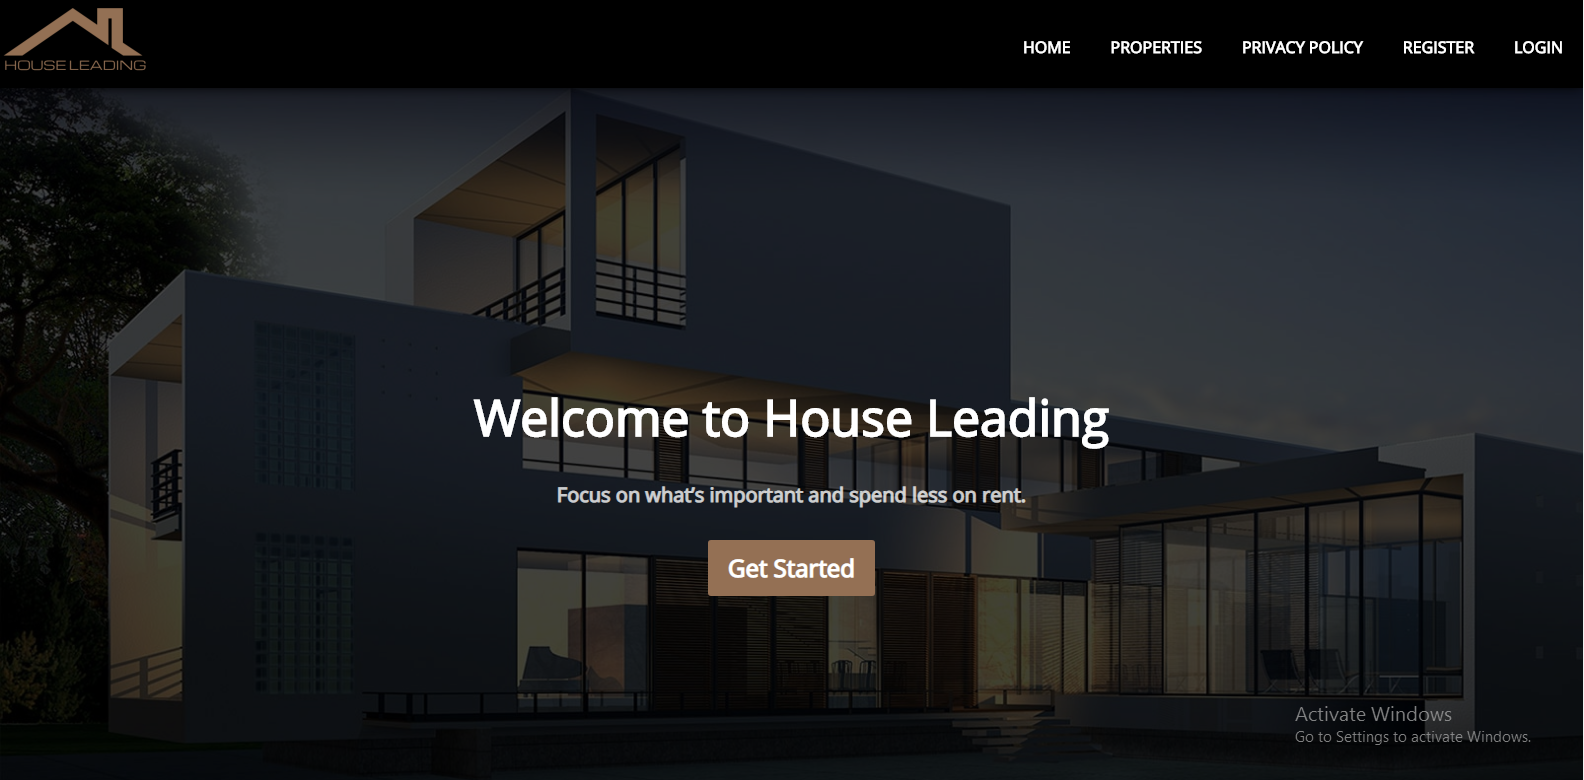 HOUSE LEADING
HOME PROPERTIES PRIVACY POLICY REGISTER LOGIN
Welcome to House Leading
Focus on what’s important and spend less on rent.
Get Started
Activate Windows
Go to Settings to activate Windows.